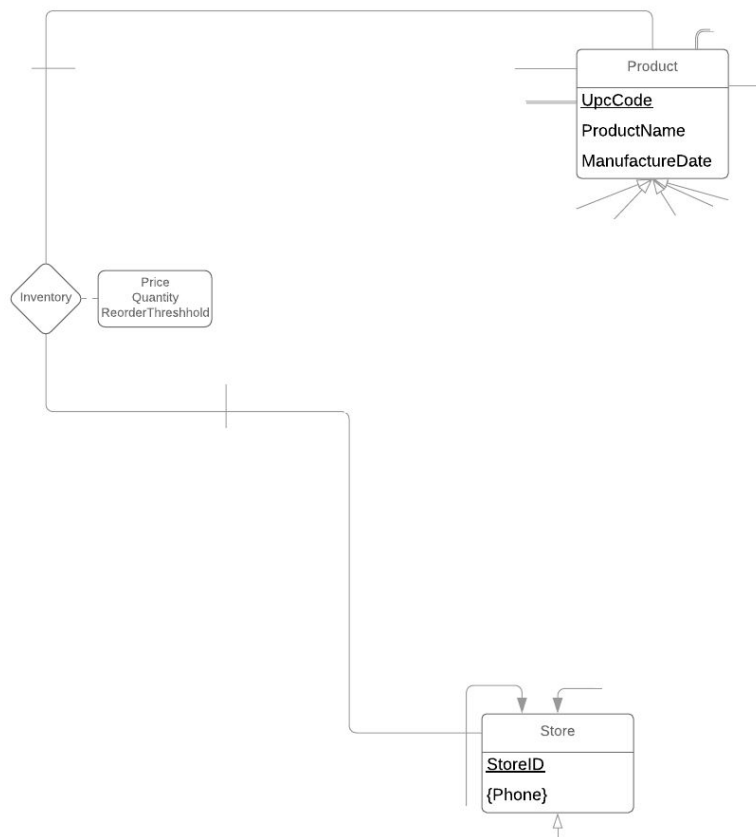 Product
UpcCode
ProductName
ManufactureDate
Inventory
Price
Quantity
ReorderThreshhold
Store
StoreID
{Phone}